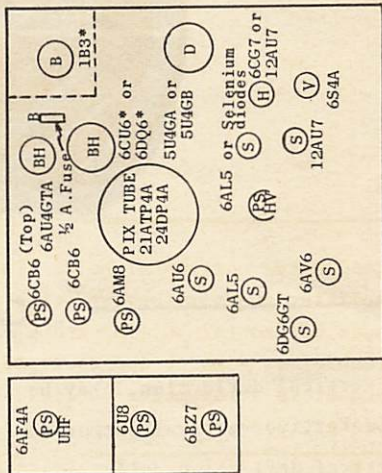 6AF4A
PS
UHF
6U8
PS
6BZ7
PS
6CB6 (Top)
PS
6CB6
PS
6AM8
PS
BH
6AU4GTA
½ A.Fuse
B
BH
6CU6* or
6DQ6*
B
1B3*
PIX TUBE
21ATP4A
24DP4A
D
5U4GA or
5U4GB
6AU6
S
6AL5
S
6DG6GT
S
6AV6
S
PS
HV
6AL5 or Selenium
diodes
S
H
6CG7 or
12AU7
S
12AU7
V
6S4A